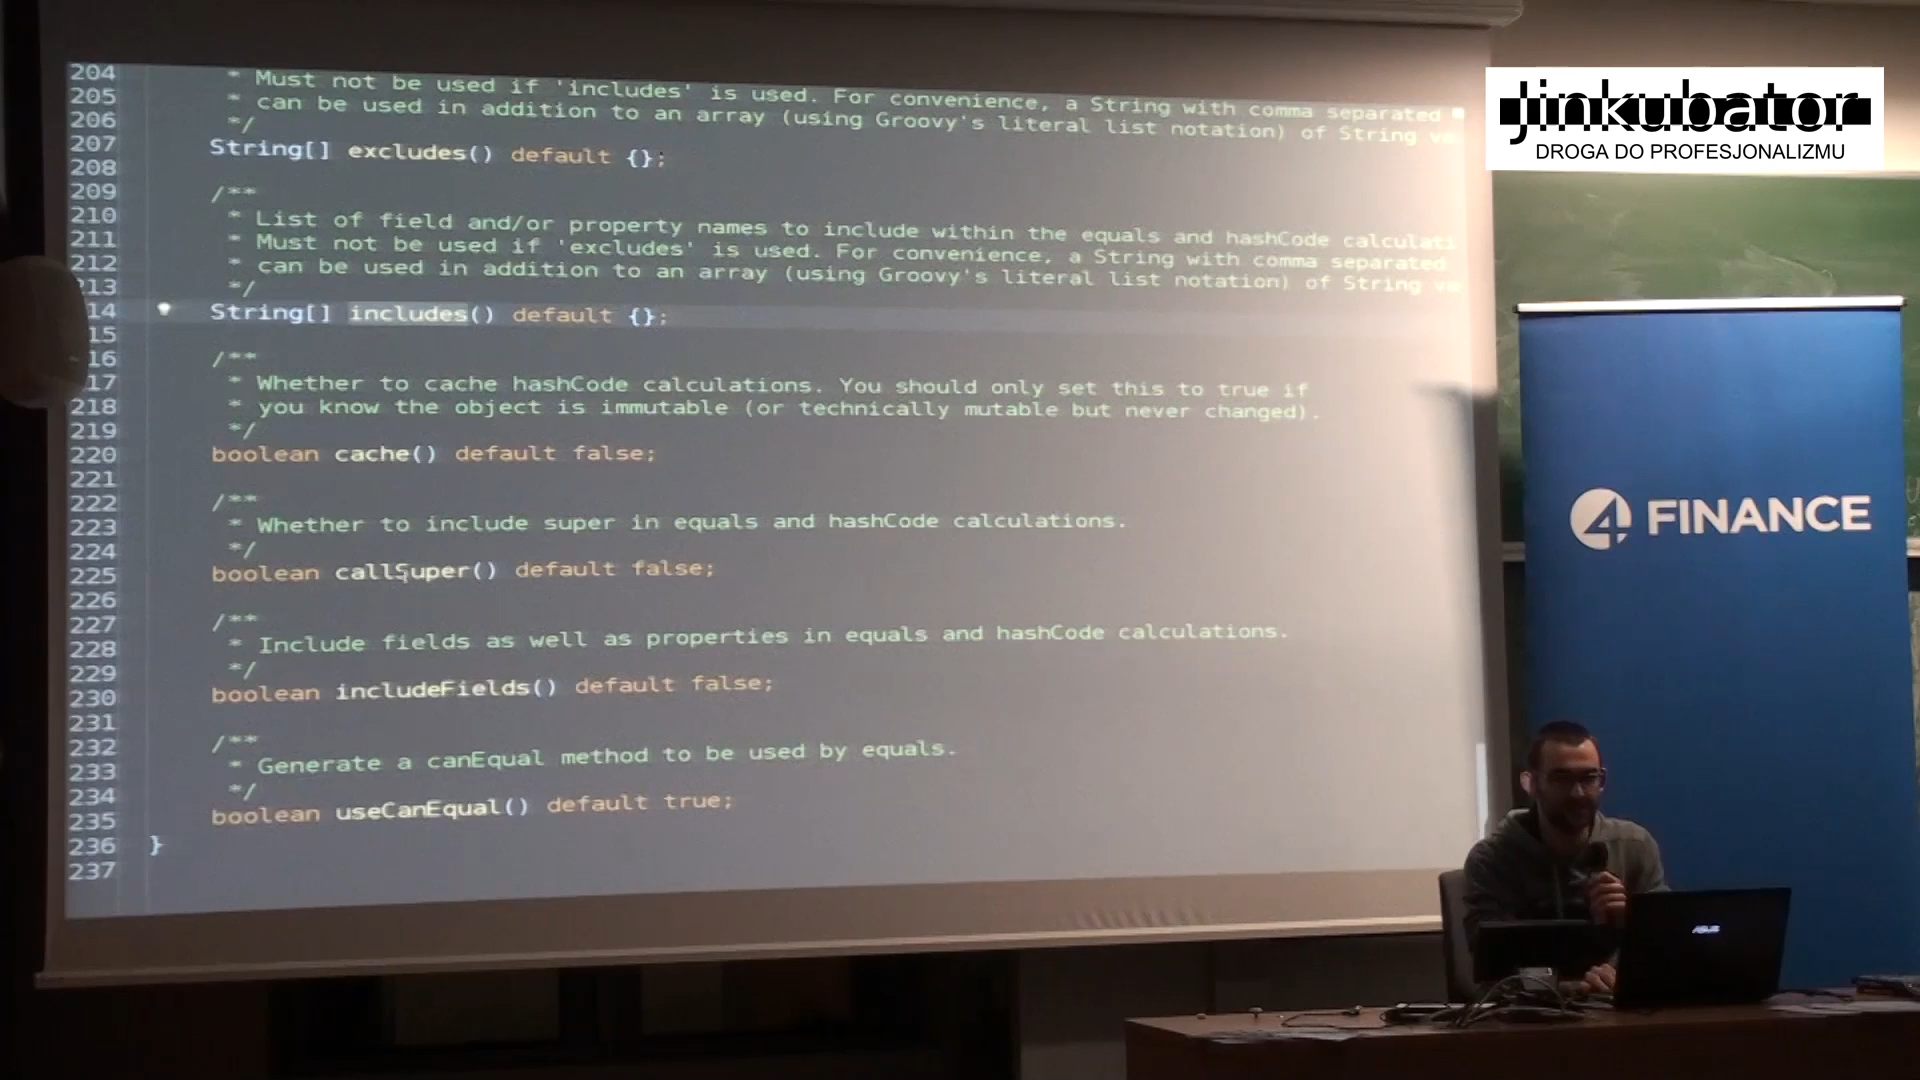 204 * Must not be used if 'includes' is used. For convenience, a String with comma separated
205 * can be used in addition to an array (using Groovy's literal list notation) of String
206 */
207 String[] excludes() default {};
208
209 /**
210 * List of field and/or property names to include within the equals and hashCode
211 * Must not be used if 'excludes' is used. For convenience, a String with comma separated
212 * can be used in addition to an array (using Groovy's literal list notation) of String
213 */
14 String[] includes() default {};
15
16 /**
17 * Whether to cache hashCode calculations. You should only set this to true if
218 * you know the object is immutable (or technically mutable but never changed).
219 */
220 boolean cache() default false;
221
222 /**
223 * Whether to include super in equals and hashCode calculations.
224 */
225 boolean callSuper() default false;
226
227 /**
228 * Include fields as well as properties in equals and hashCode calculations.
229 */
230 boolean includeFields() default false;
231
232 /**
233 * Generate a canEqual method to be used by equals.
234 */
235 boolean useCanEqual() default true;
236 }
237
Jinkubator
DROGA DO PROFESJONALIZMU
4FINANCE
ASUS